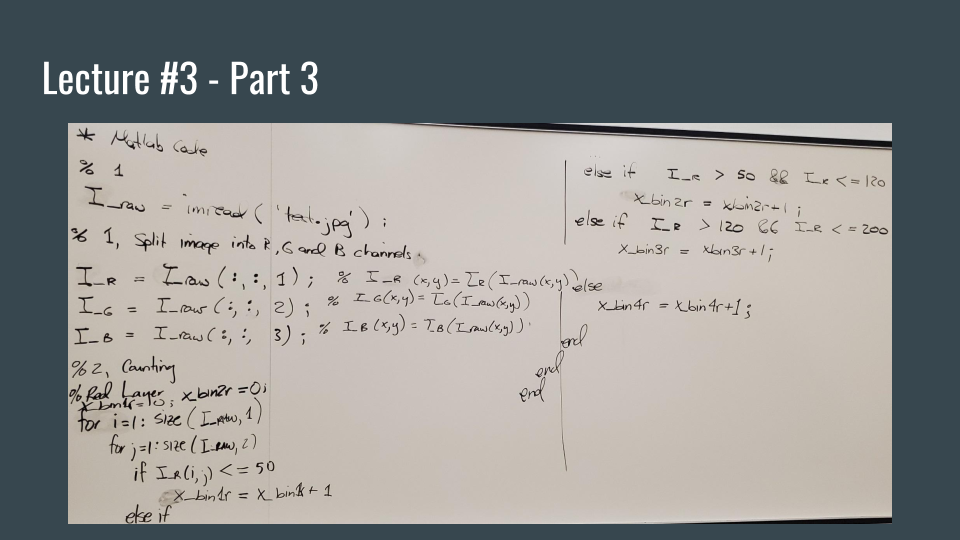 Lecture #3 - Part 3
* Matlab Code
% 1
I_raw = imread('test.jpg');
% 1, Split image into R, G and B channels.
I_R = I_raw(:,:,1); % I_R (x,y) = I_R(I_raw(x,y))
I_G = I_raw(:,:,2); % I_G(x,y) = I_G(I_raw(x,y))
I_B = I_raw(:,:,3); % I_B(x,y) = I_B(I_raw(x,y))
% 2, Counting
% Red Layer
x_bin1r = 0; x_bin2r = 0;
for i=1: size(I_raw,1)
for j=1: size(I_raw,2)
if I_R(i,j) <= 50
x_bin1r = x_bin1r + 1
else if
else if I_R > 50 && I_R <= 120
x_bin2r = x_bin2r+1;
else if I_R > 120 && I_R <= 200
x_bin3r = x_bin3r+1;
else
x_bin4r = x_bin4r+1;
end
end
end